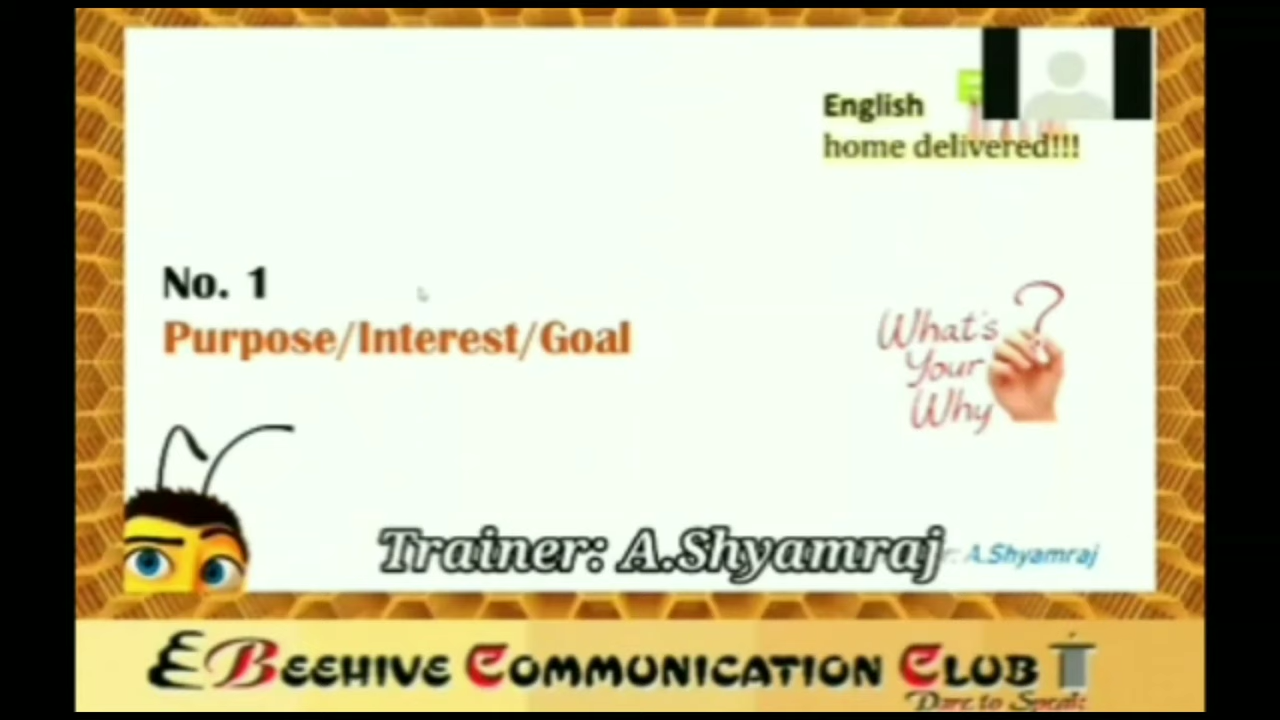 English
home delivered!!!
No. 1
Purpose/Interest/Goal
What's
Your
Why
?
Trainer: A.Shyamraj
r: A.Shyamraj
EBEEHIVE COMMUNICATION CLUB
Dare to Speak